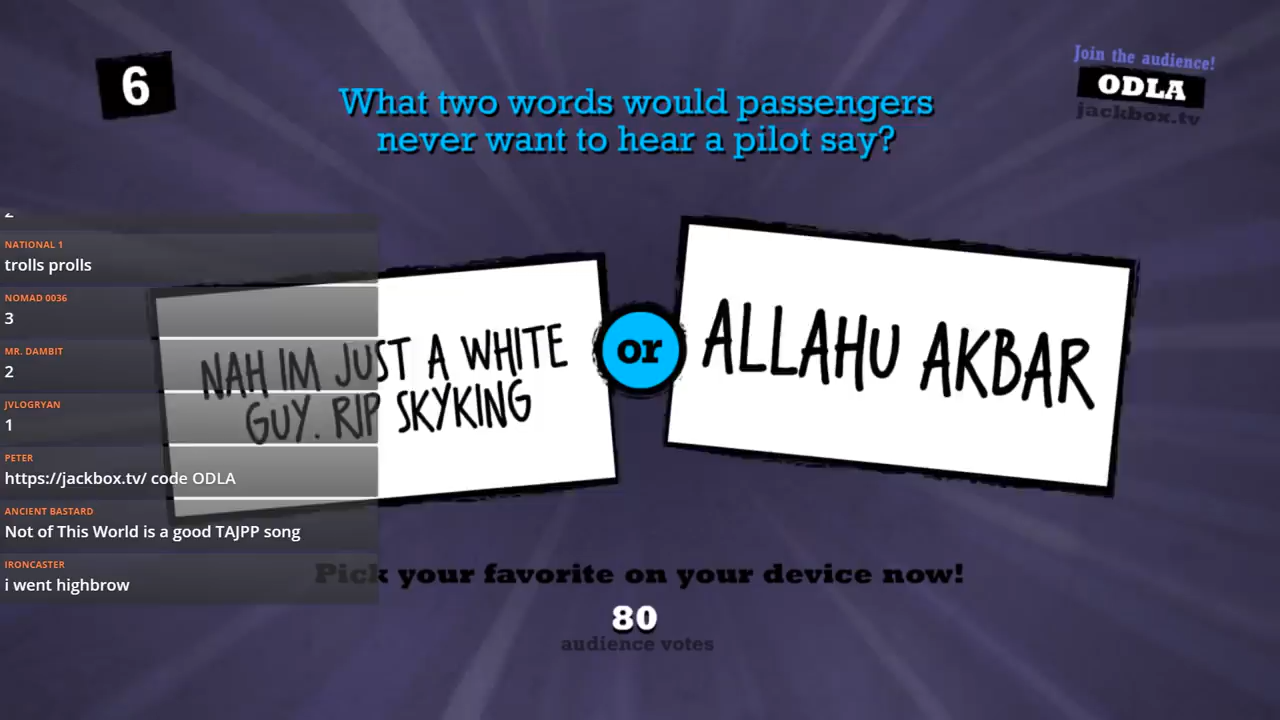 6
What two words would passengers
never want to hear a pilot say?
Join the audience!
ODLA
jackbox.tv
2
NATIONAL 1
trolls prolls
NOMAD 0036
3
MR. DAMBIT
2
JVLOGRYAN
1
PETER
https://jackbox.tv/ code ODLA
ANCIENT BASTARD
Not of This World is a good TAJPP song
IRONCASTER
i went highbrow
NAH IM JUST A WHITE
GUY. RIP SKYKING
or
ALLAHU AKBAR
Pick your favorite on your device now!
80
audience votes